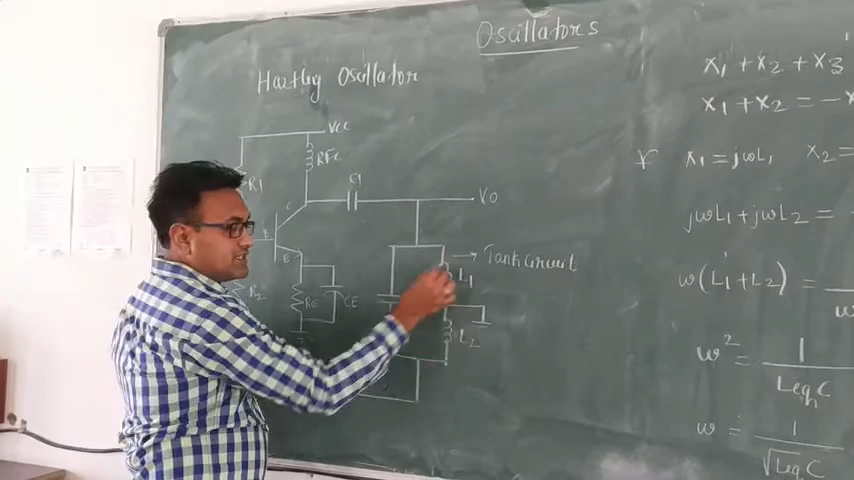 Oscillators
Hartley Oscillator
VCC
RFC
R1
C1
VO
B
E
Tank Circuit
L1
R2
RE
CE
L2
X1 + X2 + X3
X1 + X2 = -X
X1 = jωL1 X2 =
jωL1 + jωL2 =
ω(L1 + L2) =
ω
ω² = 1
Leq C
ω = 1
√Leq C